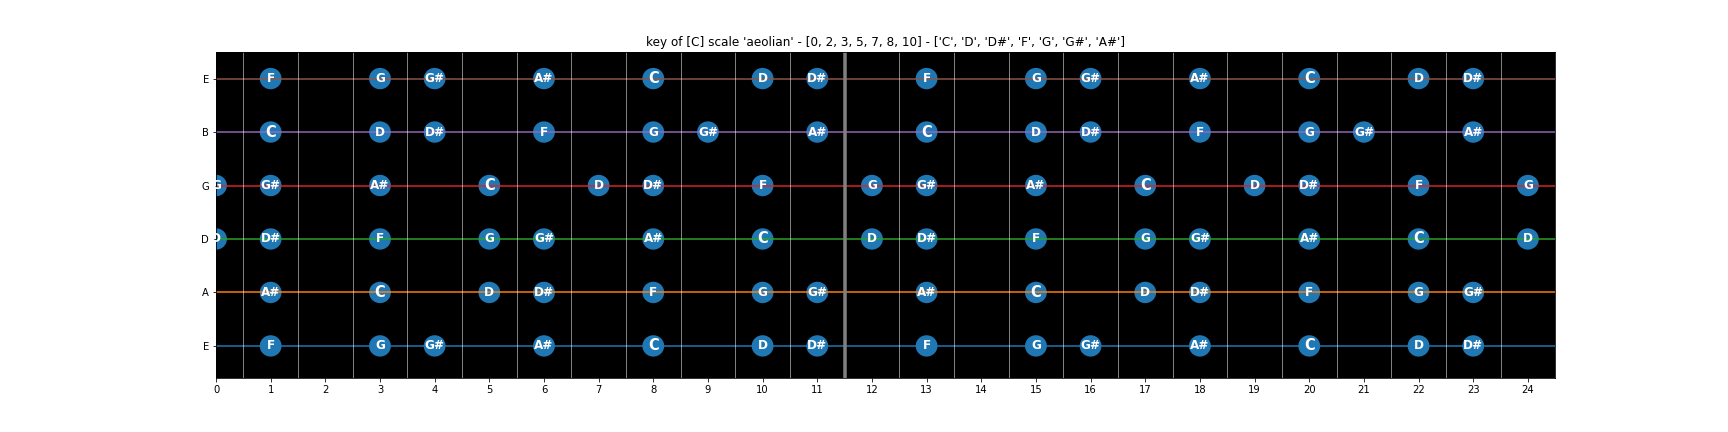 key of [C] scale 'aeolian' - [0, 2, 3, 5, 7, 8, 10] - ['C', 'D', 'D#', 'F', 'G', 'G#', 'A#']
E F G G# A# C D D# F G G# A# C D D#
B C D D# F G G# A# C D D# F G G# A#
G G G# A# C D D# F G G# A# C D D# F G
D D D# F G G# A# C D D# F G G# A# C D
A A# C D D# F G G# A# C D D# F G G#
E F G G# A# C D D# F G G# A# C D D#
0 1 2 3 4 5 6 7 8 9 10 11 12 13 14 15 16 17 18 19 20 21 22 23 24